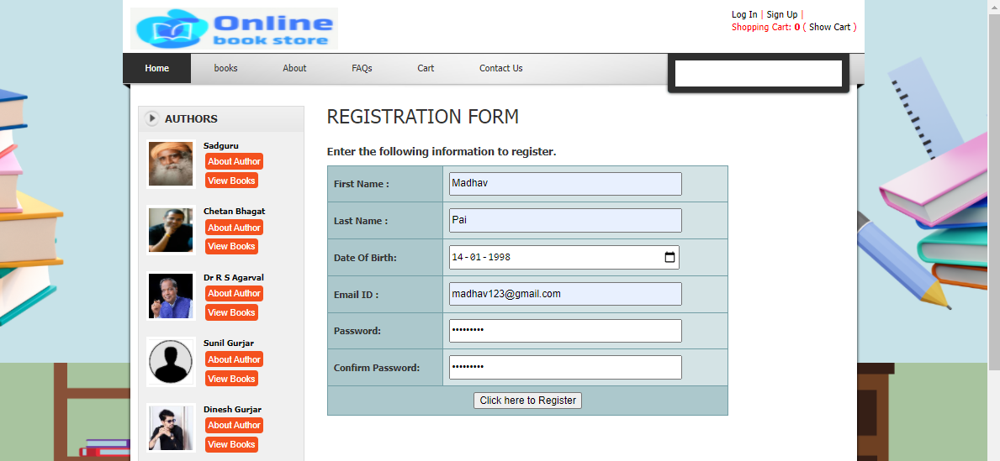 Online
book store
Log In | Sign Up |
Shopping Cart: 0 ( Show Cart )
Home books About FAQs Cart Contact Us
AUTHORS
Sadguru
About Author
View Books
Chetan Bhagat
About Author
View Books
Dr R S Agarval
About Author
View Books
Sunil Gurjar
About Author
View Books
Dinesh Gurjar
About Author
View Books
REGISTRATION FORM
Enter the following information to register.
First Name : Madhav
Last Name : Pai
Date Of Birth: 14-01-1998
Email ID : madhav123@gmail.com
Password: •••••••••
Confirm Password: •••••••••
Click here to Register